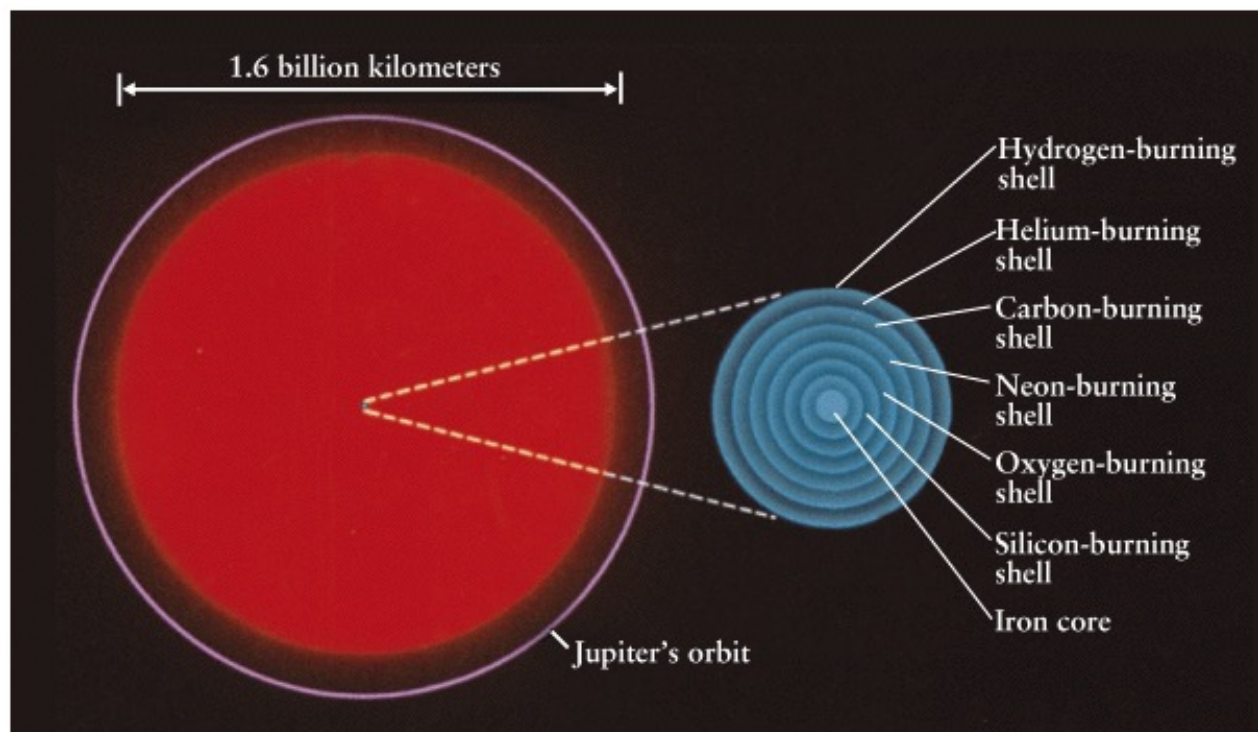 1.6 billion kilometers
Hydrogen-burning
shell
Helium-burning
shell
Carbon-burning
shell
Neon-burning
shell
Oxygen-burning
shell
Silicon-burning
shell
Iron core
Jupiter’s orbit